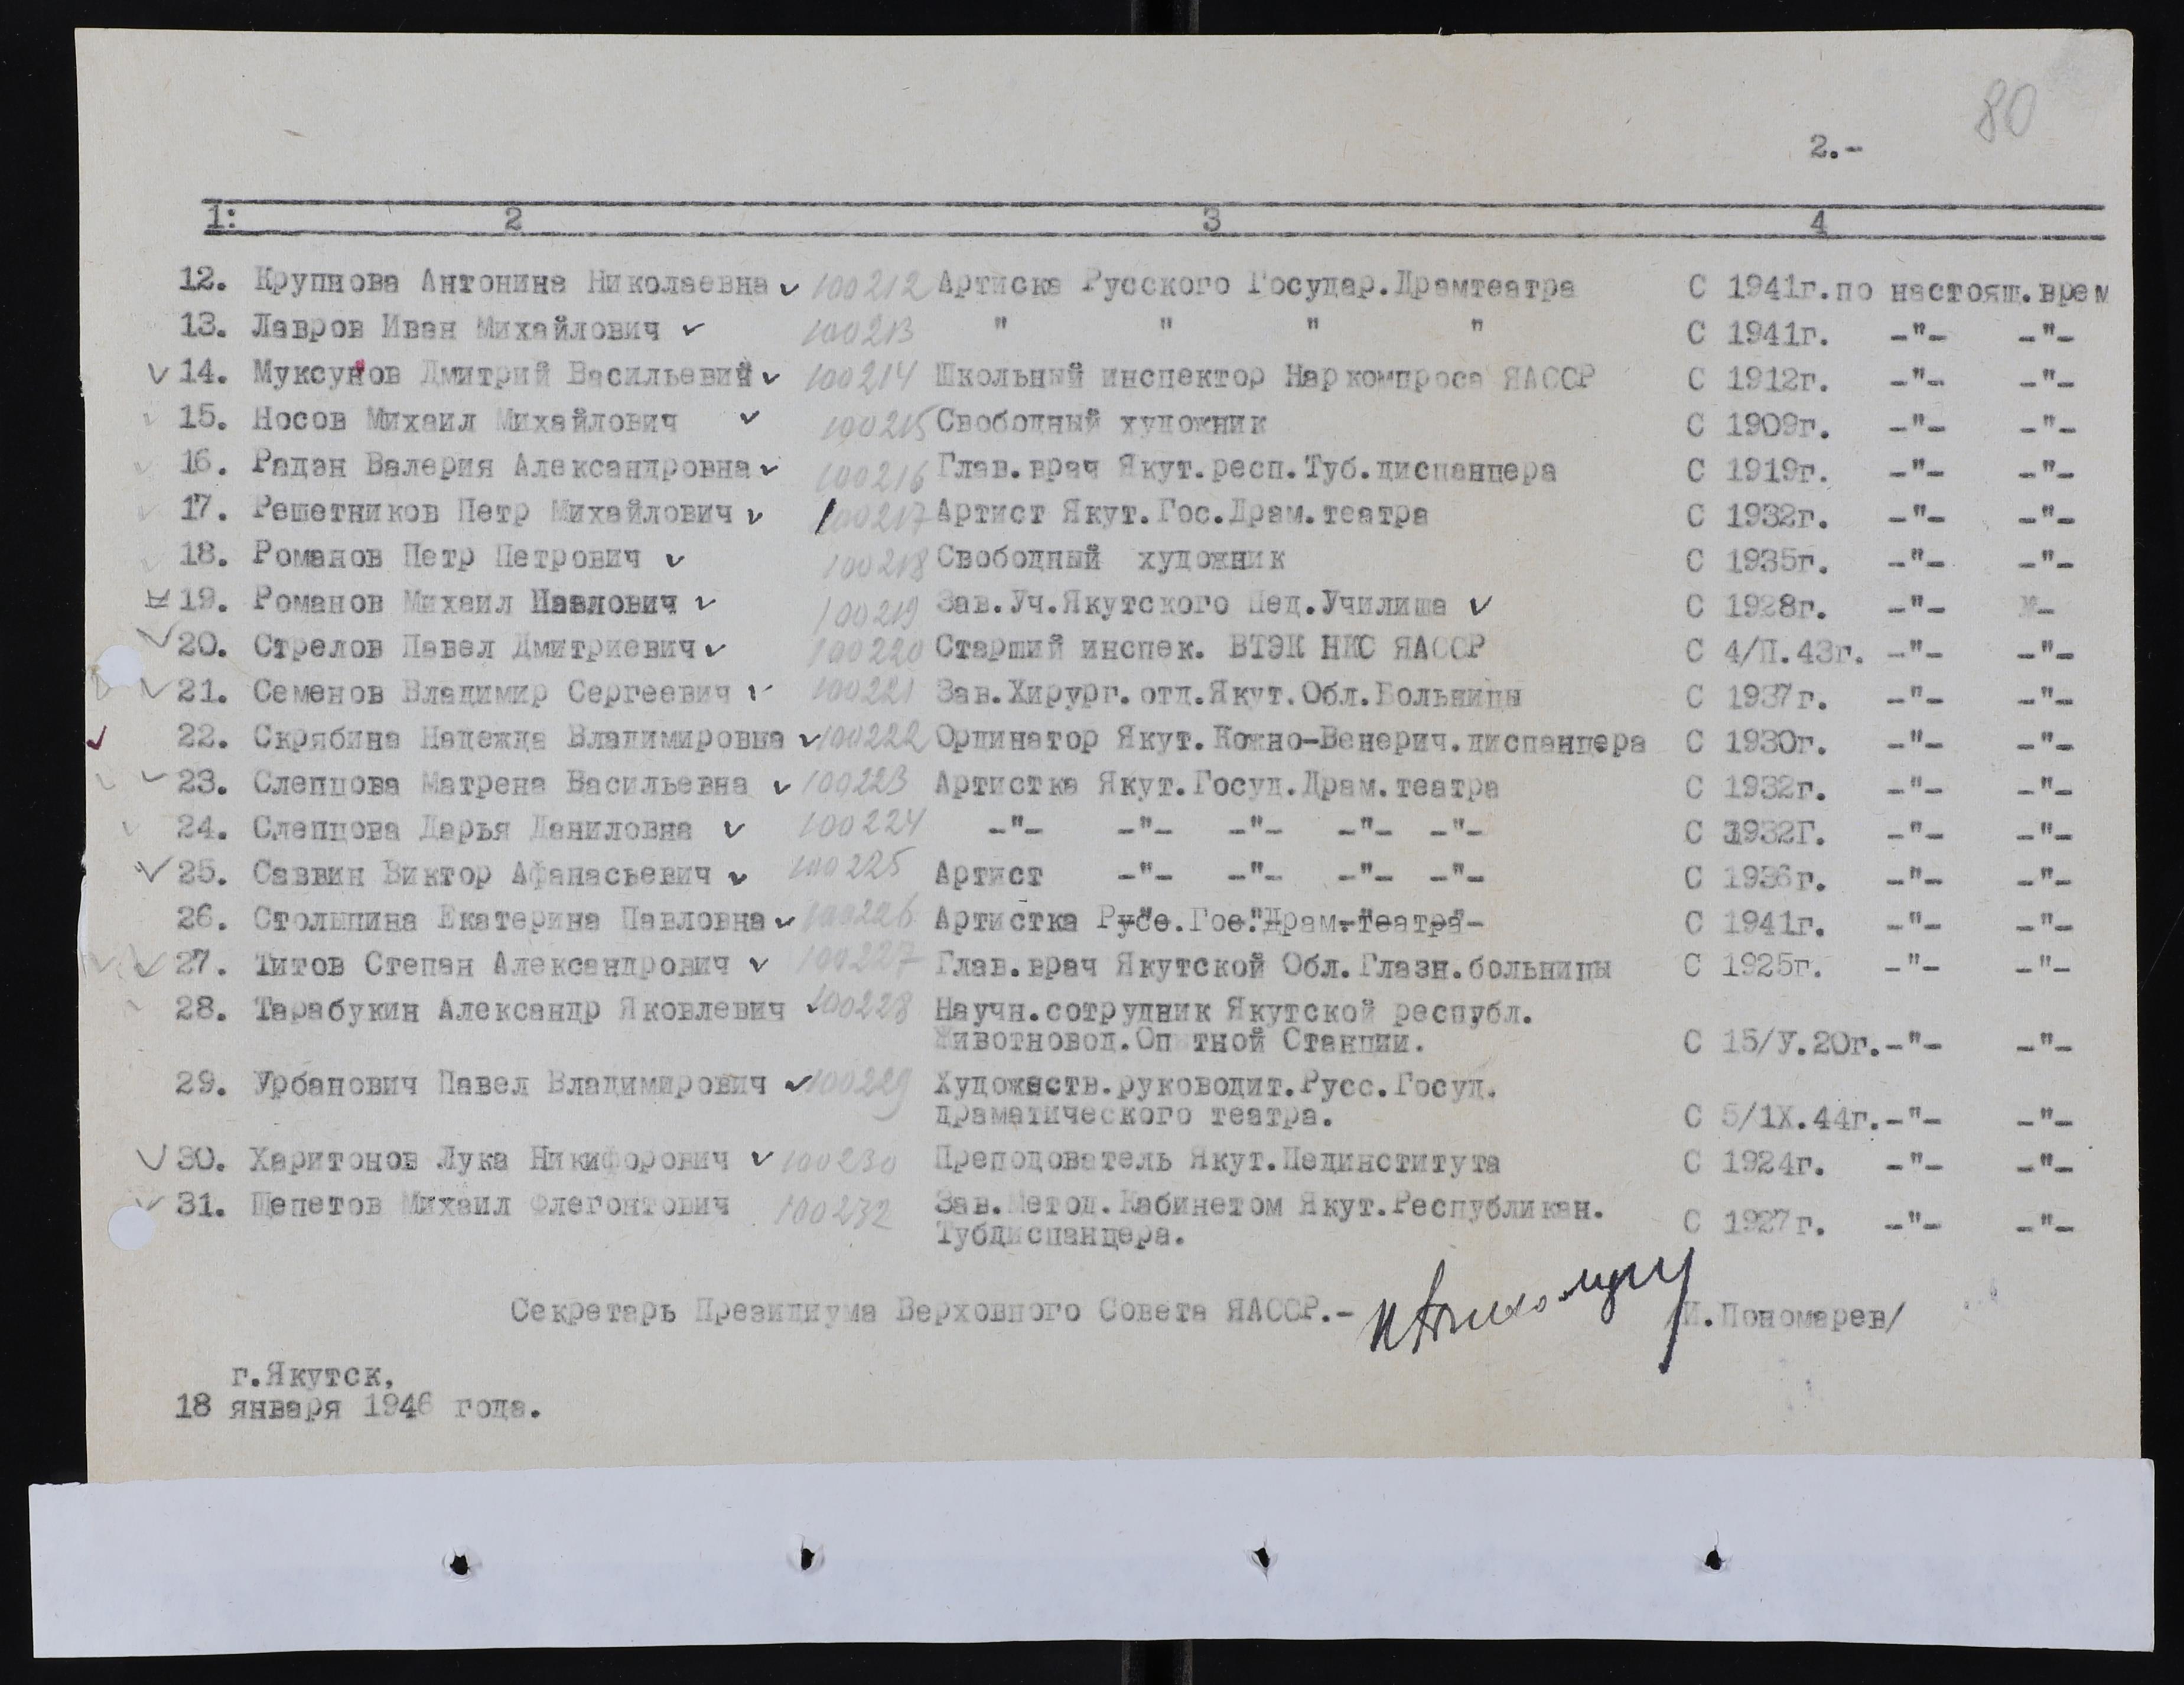 80
2.-
1: 2 3 4
12. Крупнова Антонина Николаевна 100212 Артиска Русского Государ.Драмтеатра С 1941г.по настоящ.врем
13. Лавров Иван Михайлович 100213 " " " " С 1941г. -"- -"-
14. Муксунов Дмитрий Васильевий 100214 Школьный инспектор Наркомпроса ЯАССР С 1912г. -"- -"-
15. Носов Михаил Михайлович 100215 Свободный художник С 1909г. -"- -"-
16. Радэн Валерия Александровна 100216 Глав.врач Якут.респ.Туб.диспанцера С 1919г. -"- -"-
17. Решетников Петр Михайлович 100217 Артист Якут.Гос.Драм.театра С 1932г. -"- -"-
18. Романов Петр Петрович 100218 Свободный художник С 1935г. -"- -"-
19. Романов Михаил Павлович 100219 Зав.Уч.Якутского Пед.Училища С 1928г. -"- "-
20. Стрелов Павел Дмитриевич 100220 Старший инспек. ВТЭК НКС ЯАССР С 4/П.43г. -"- -"-
21. Семенов Владимир Сергеевич 100221 Зав.Хирург.отд.Якут.Обл.Больницы С 1937г. -"- -"-
22. Скрябина Надежда Владимировна 100222 Ординатор Якут.Кожно-Венерич.диспанцера С 1930г. -"- -"-
23. Слепцова Матрена Васильевна 100223 Артистка Якут.Госуд.Драм.театра С 1932г. -"- -"-
24. Слепцова Дарья Даниловна 100224 -"- -"- -"- -"- -"- С 1932Г. -"- -"-
25. Саввин Виктор Афанасьевич 100225 Артист -"- -"- -"- -"- С 1936г. -"- -"-
26. Столыпина Екатерина Павловна 100226 Артистка Русс.Гос.Драм.театра- С 1941г. -"- -"-
27. Титов Степан Александрович 100227 Глав.врач Якутской Обл.Глазн.больницы С 1925г. -"- -"-
28. Тарабукин Александр Яковлевич 100228 Научн.сотрудник Якутской республ.
Животновод.Опытной Станции. С 15/У.20г.-"- -"-
29. Урбанович Павел Владимирович 100229 Художеств.руководит.Русс.Госуд.
драматического театра. С 5/1Х.44г.-"- -"-
30. Харитонов Лука Никифорович 100230 Преподователь Якут.Пединститута С 1924г. -"- -"-
31. Щепетов Михаил Флегонтович 100232 Зав.Метод.Кабинетом Якут.Республикан.
Тубдиспанцера. С 1927г. -"- -"-
Секретарь Президиума Верховного Совета ЯАССР.- И.Пономарев/
г.Якутск,
18 января 1946 года.